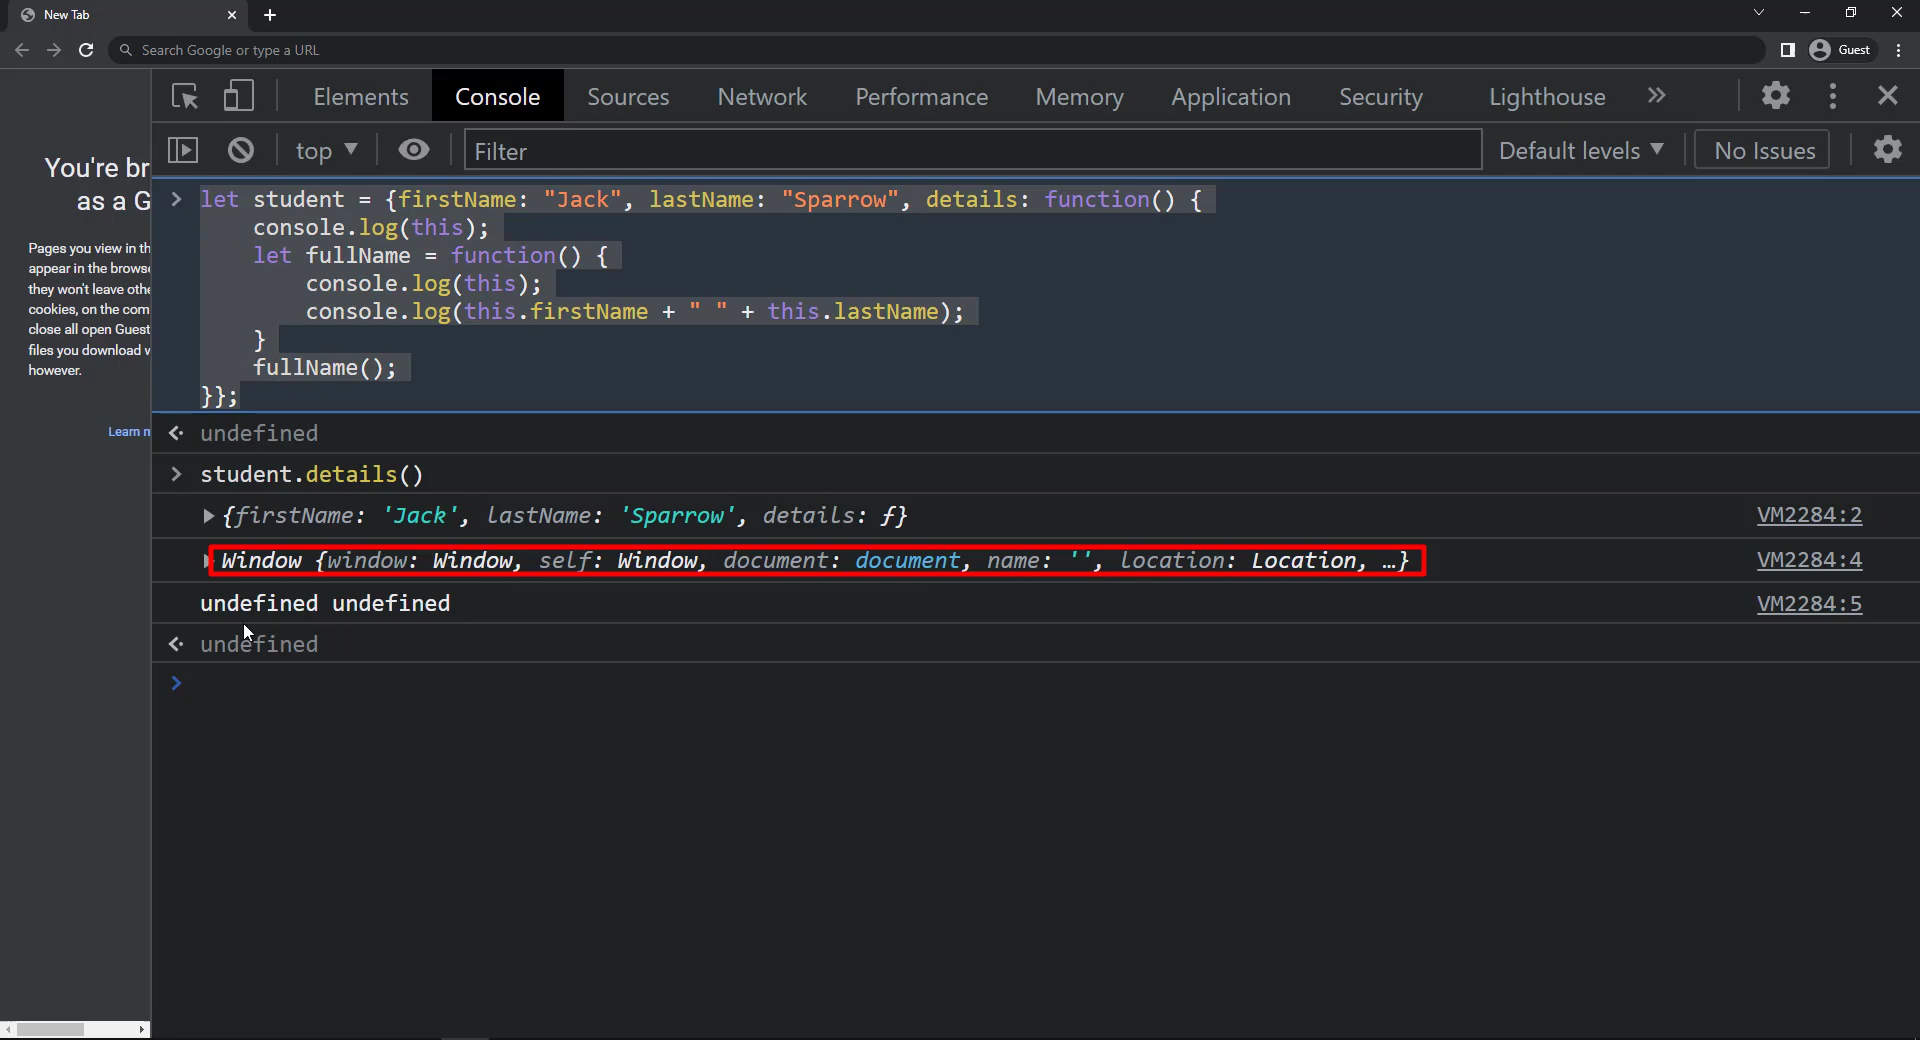 New Tab
Search Google or type a URL
Guest
Elements Console Sources Network Performance Memory Application Security Lighthouse
top Filter Default levels No Issues
You're br
as a G
Pages you view in th
appear in the browse
they won't leave othe
cookies, on the com
close all open Guest
files you download
however.
Learn
let student = {firstName: "Jack", lastName: "Sparrow", details: function() {
console.log(this);
let fullName = function() {
console.log(this);
console.log(this.firstName + " " + this.lastName);
}
fullName();
}};
undefined
student.details()
{firstName: 'Jack', lastName: 'Sparrow', details: ƒ} VM2284:2
Window {window: Window, self: Window, document: document, name: '', location: Location, …} VM2284:4
undefined undefined VM2284:5
undefined